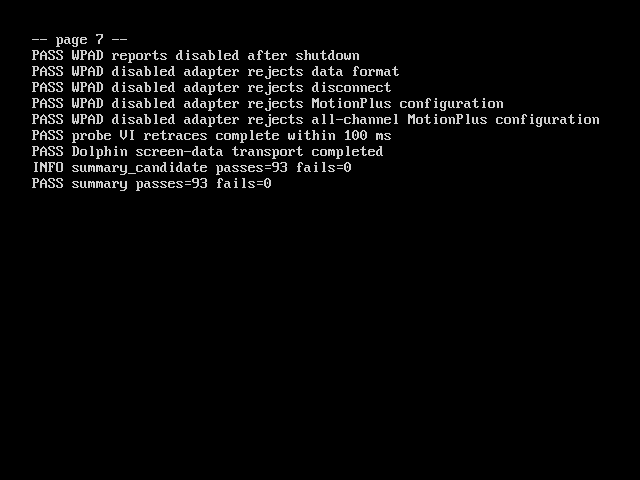 -- page 7 --
PASS WPAD reports disabled after shutdown
PASS WPAD disabled adapter rejects data format
PASS WPAD disabled adapter rejects disconnect
PASS WPAD disabled adapter rejects MotionPlus configuration
PASS WPAD disabled adapter rejects all-channel MotionPlus configuration
PASS probe VI retraces complete within 100 ms
PASS Dolphin screen-data transport completed
INFO summary_candidate passes=93 fails=0
PASS summary passes=93 fails=0